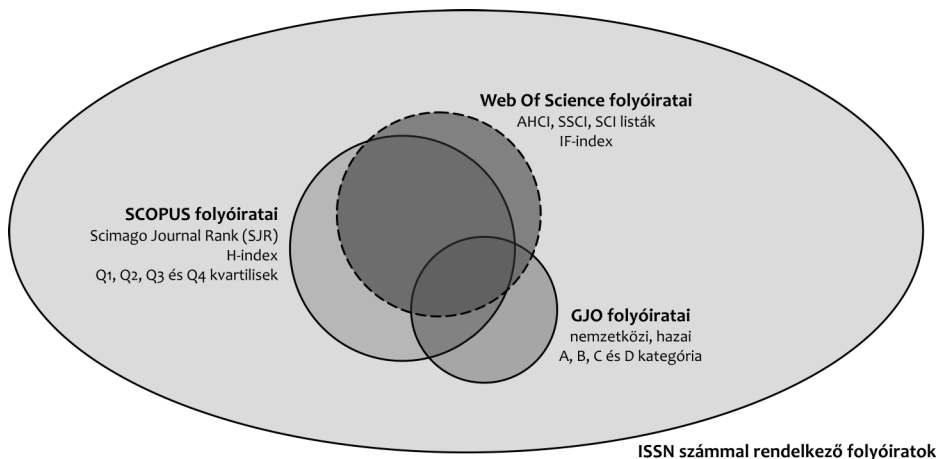 Web Of Science folyóiratai
AHCI, SSCI, SCI listák
IF-index
SCOPUS folyóiratai
Scimago Journal Rank (SJR)
H-index
Q1, Q2, Q3 és Q4 kvartilisek
GJO folyóiratai
nemzetközi, hazai
A, B, C és D kategória
ISSN számmal rendelkező folyóiratok